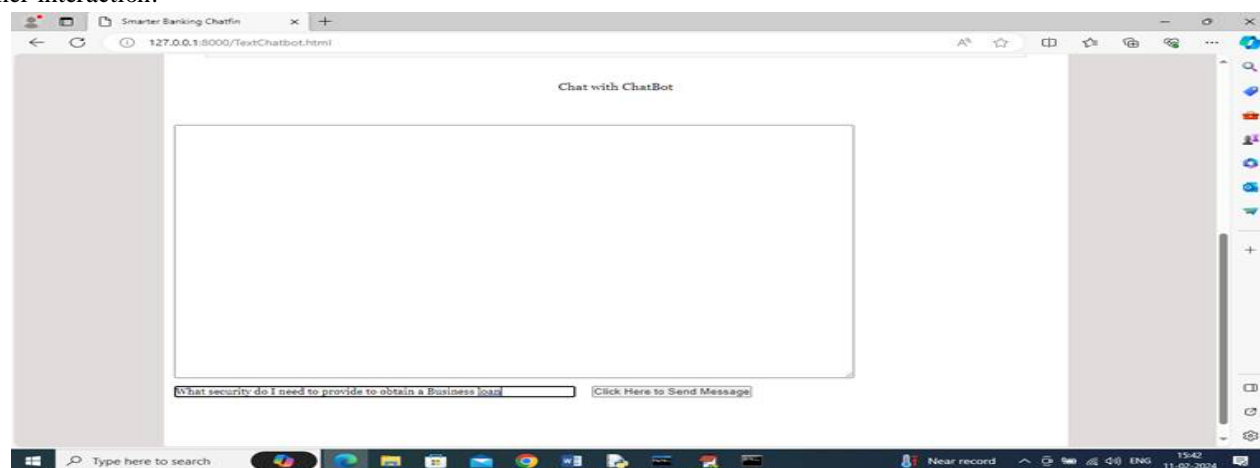 ner interaction.
Smarter Banking Chatfin
127.0.0.1:8000/TextChatbot.html
Chat with ChatBot
What security do I need to provide to obtain a Business loan
Click Here to Send Message
Type here to search
Near record
ENG
15:42
11-02-2024